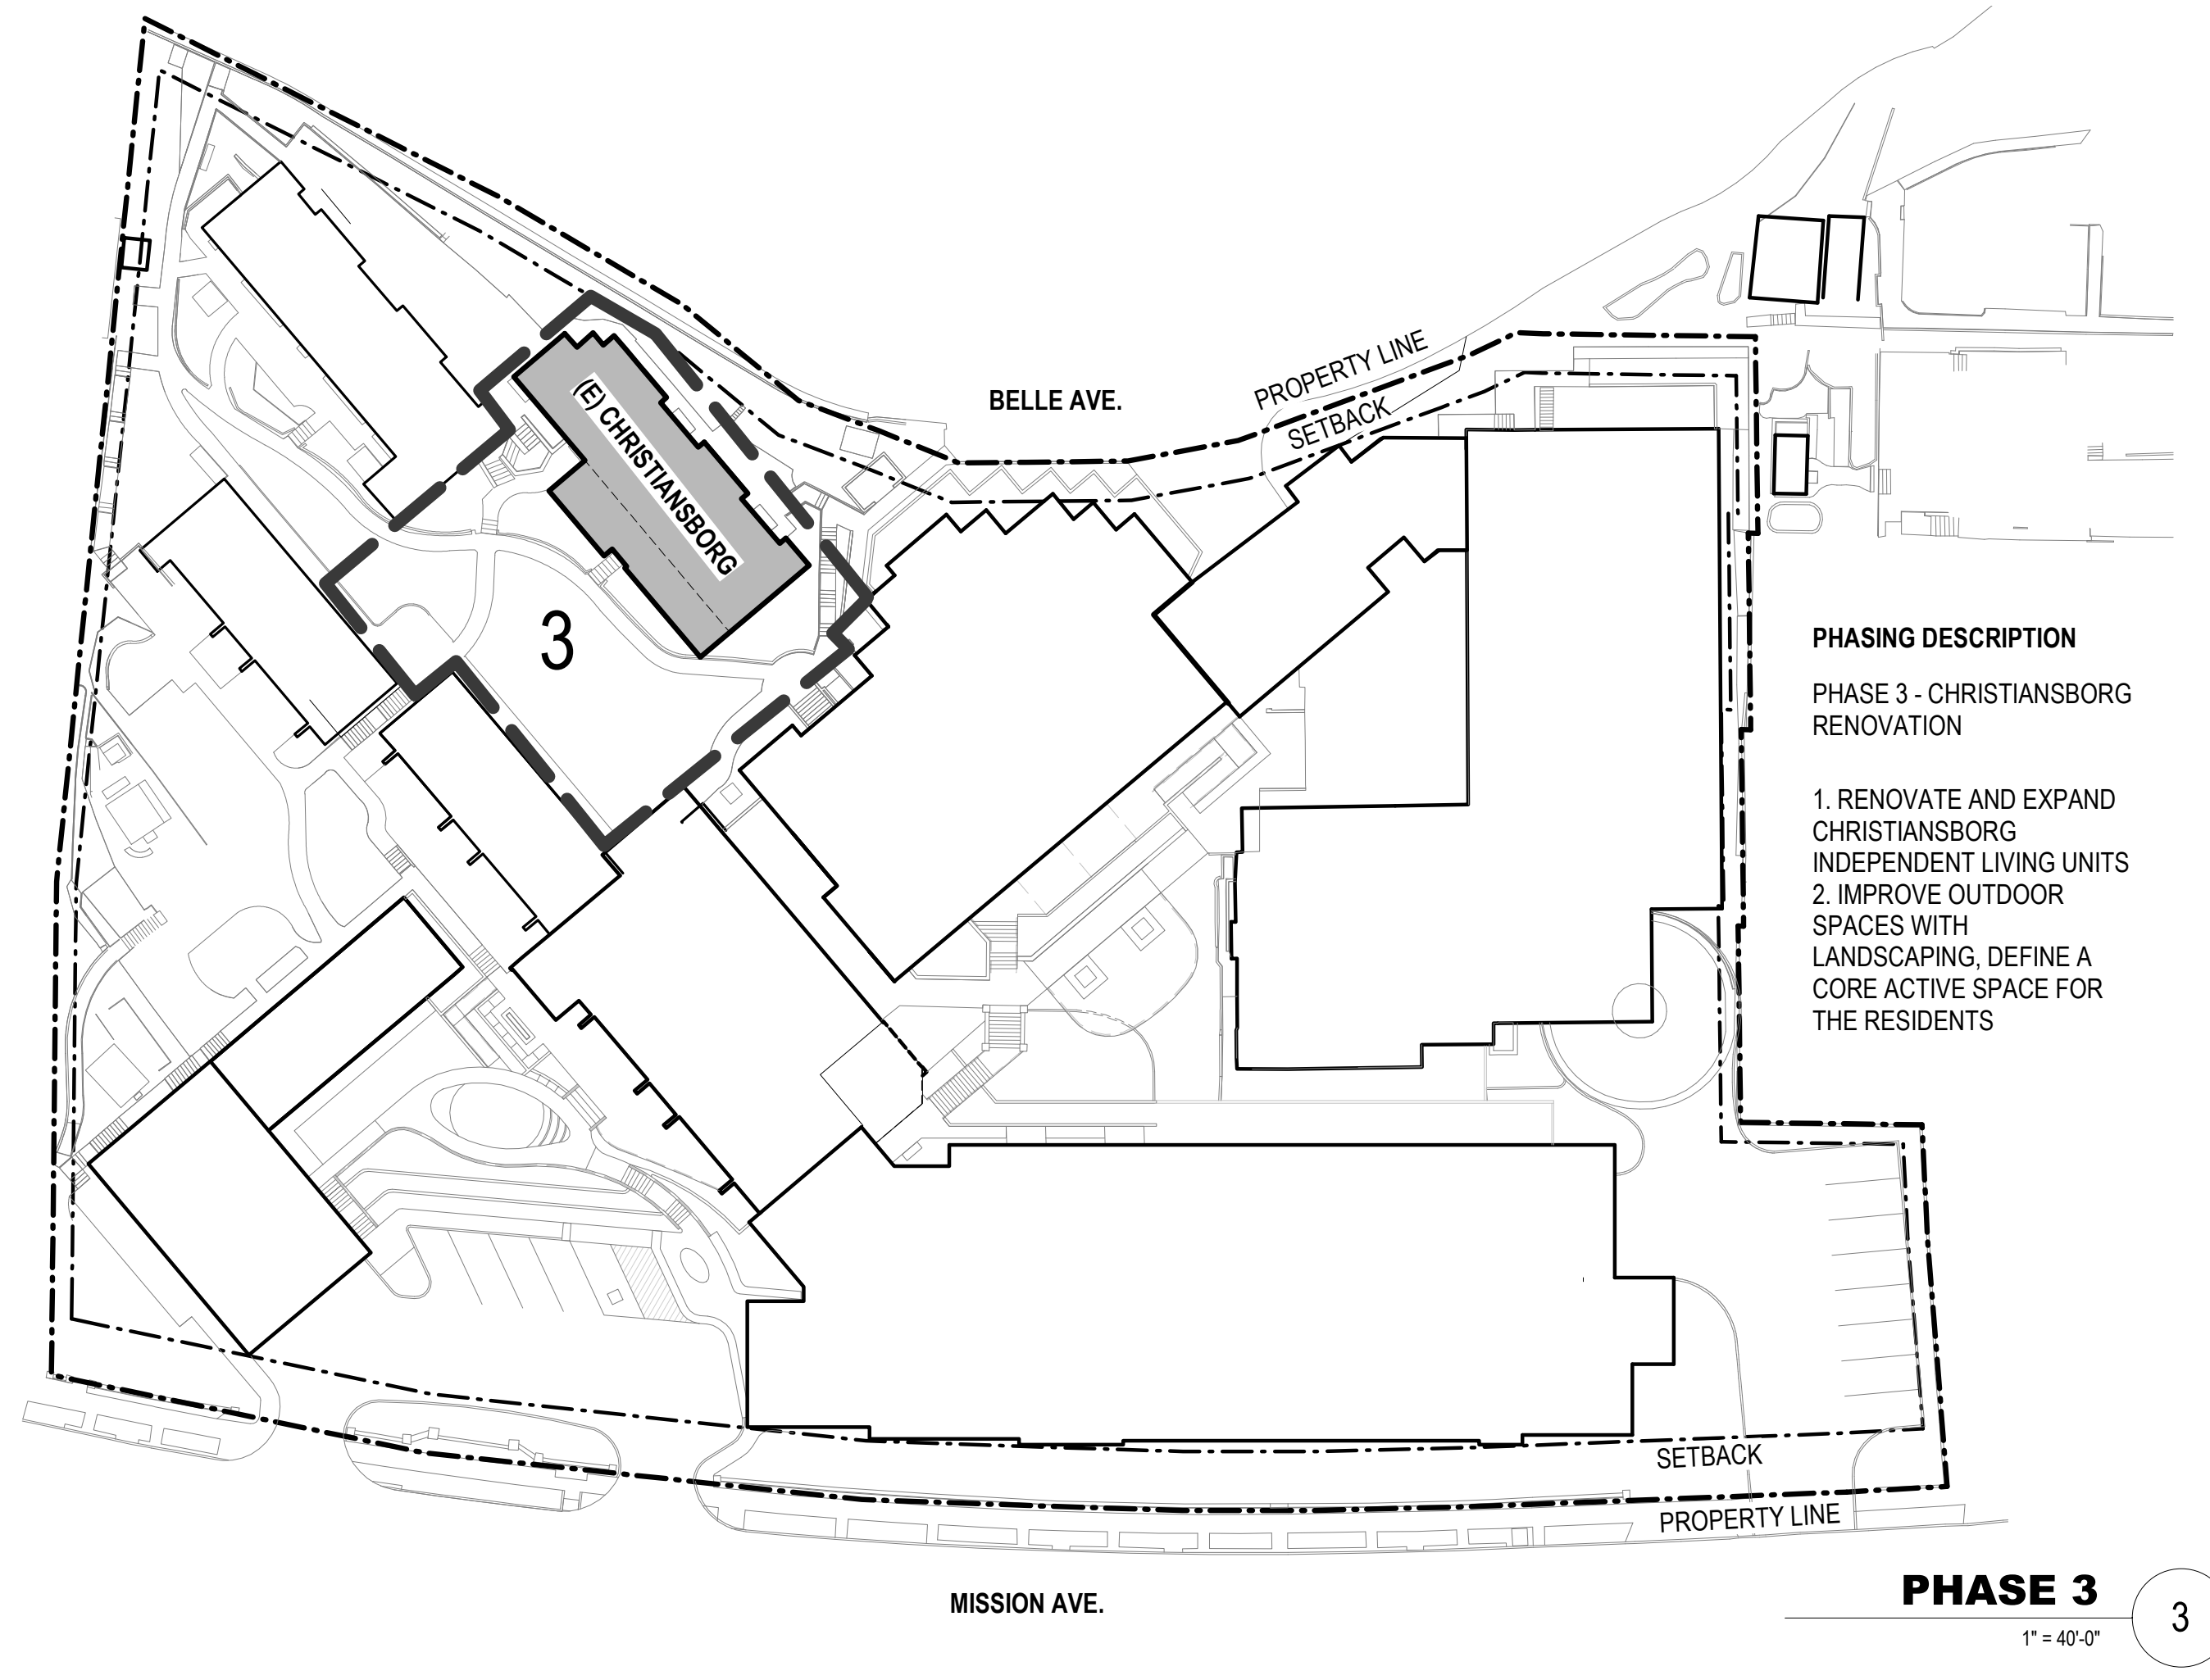 BELLE AVE.
PROPERTY LINE
SETBACK
(E) CHRISTIANSBORG
3
PHASING DESCRIPTION
PHASE 3 - CHRISTIANSBORG
RENOVATION
1. RENOVATE AND EXPAND
CHRISTIANSBORG
INDEPENDENT LIVING UNITS
2. IMPROVE OUTDOOR
SPACES WITH
LANDSCAPING, DEFINE A
CORE ACTIVE SPACE FOR
THE RESIDENTS
SETBACK
PROPERTY LINE
MISSION AVE.
PHASE 3
3
1" = 40'-0"